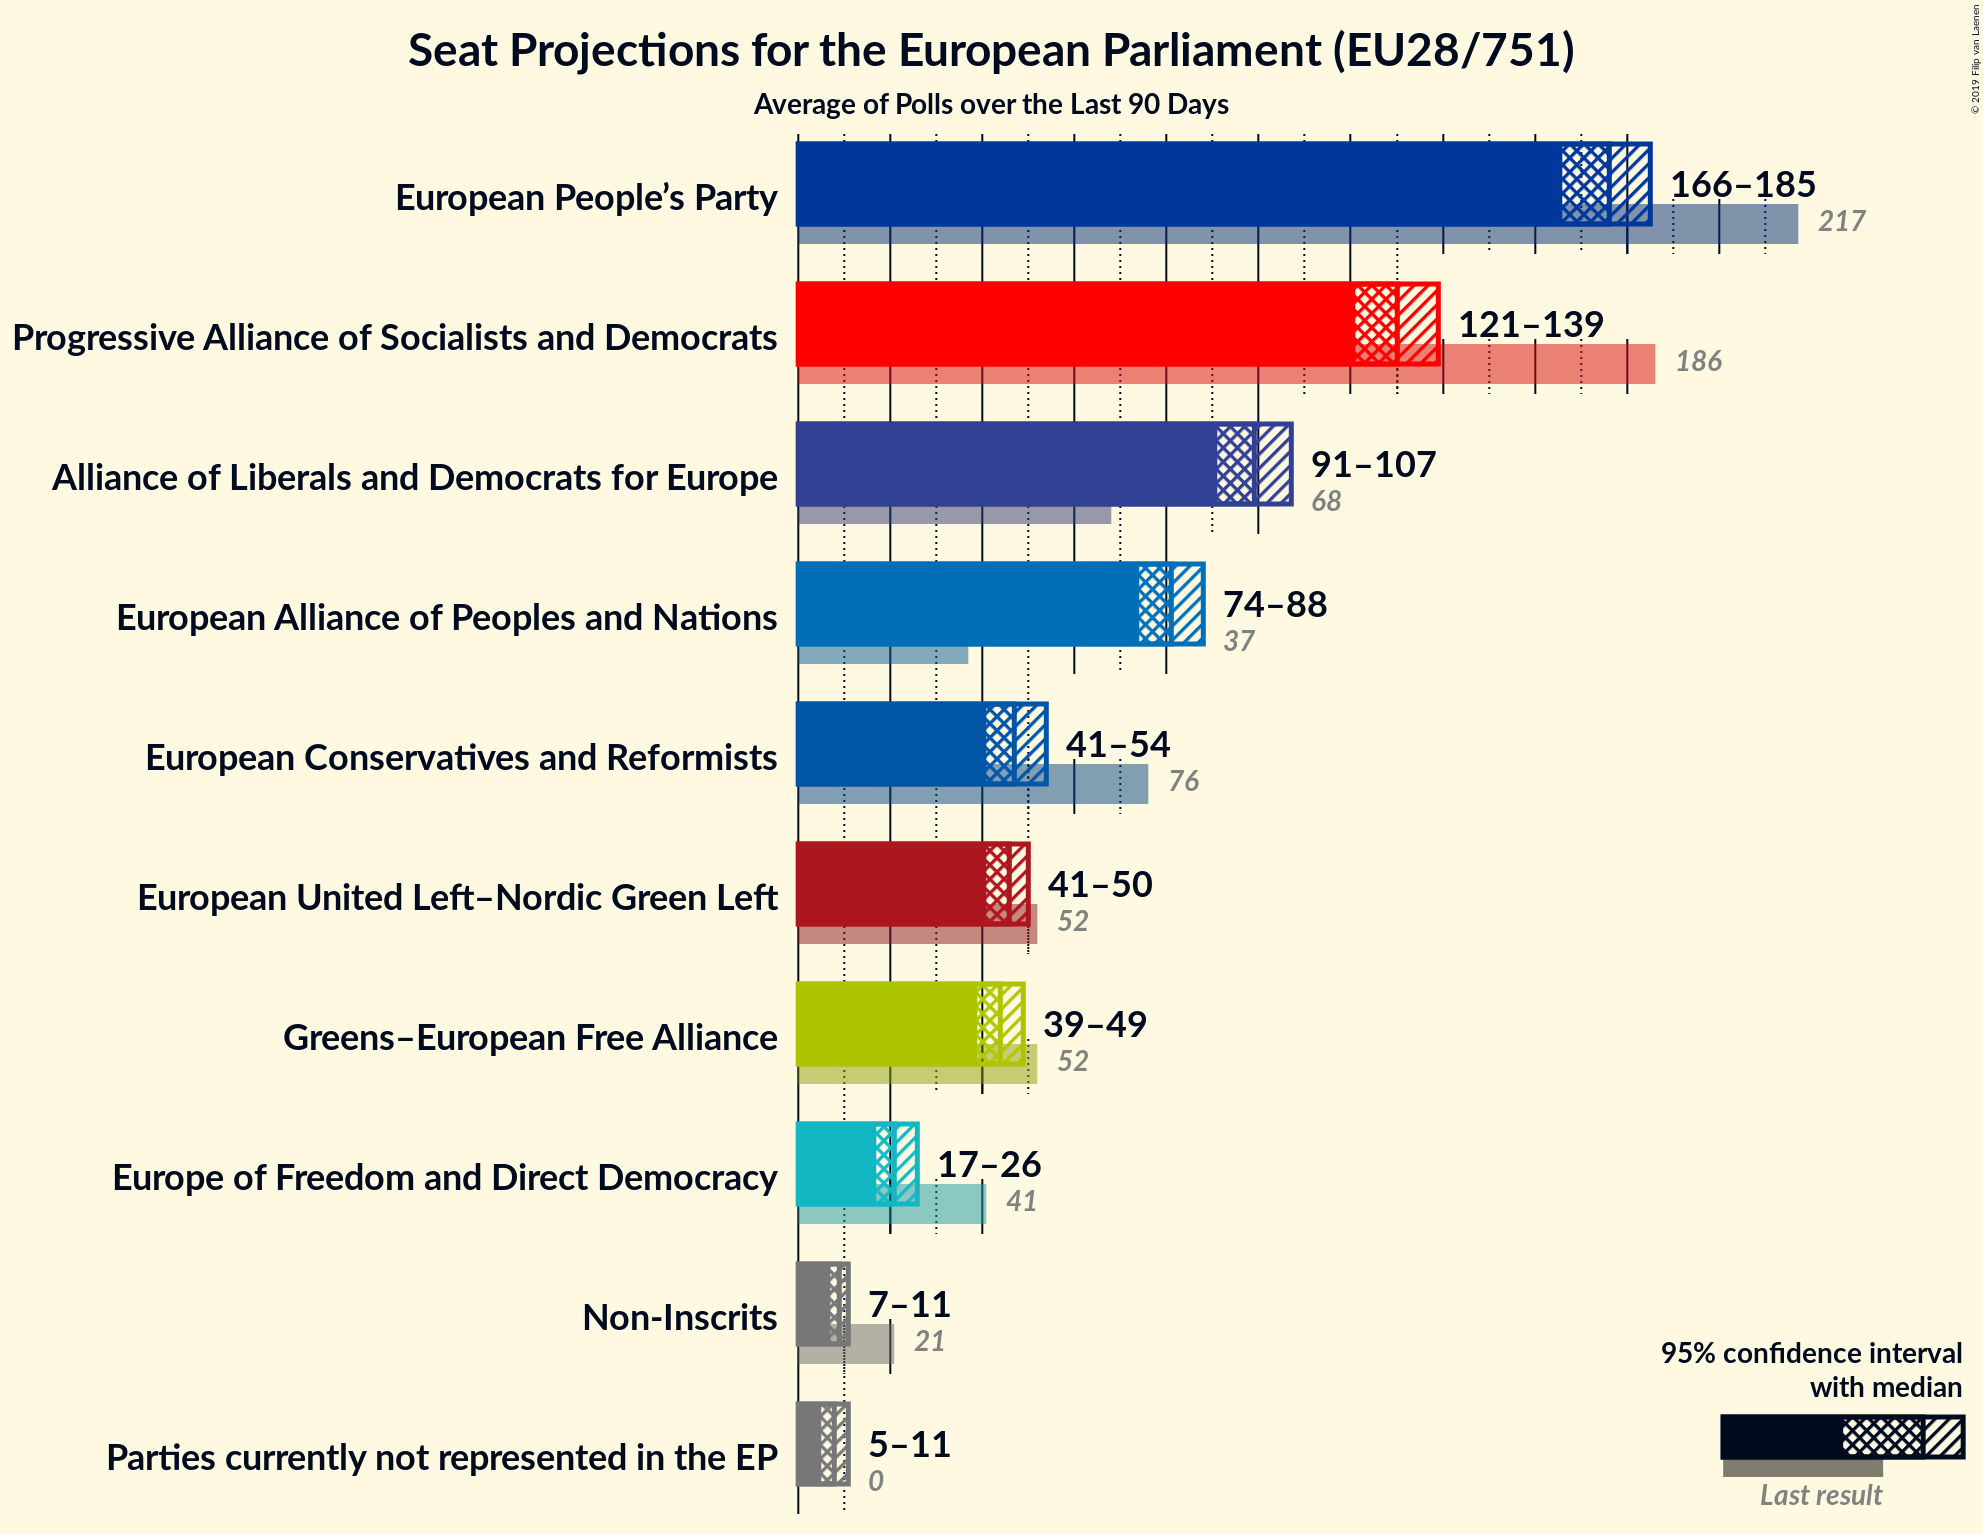 Seat Projections for the European Parliament (EU28/751)
Average of Polls over the Last 90 Days
© 2019 Filip van Laenen
European People’s Party
166–185
217
Progressive Alliance of Socialists and Democrats
121–139
186
Alliance of Liberals and Democrats for Europe
91–107
68
European Alliance of Peoples and Nations
74–88
37
European Conservatives and Reformists
41–54
76
European United Left–Nordic Green Left
41–50
52
Greens–European Free Alliance
39–49
52
Europe of Freedom and Direct Democracy
17–26
41
Non-Inscrits
7–11
21
Parties currently not represented in the EP
5–11
0
95% confidence interval
with median
Last result